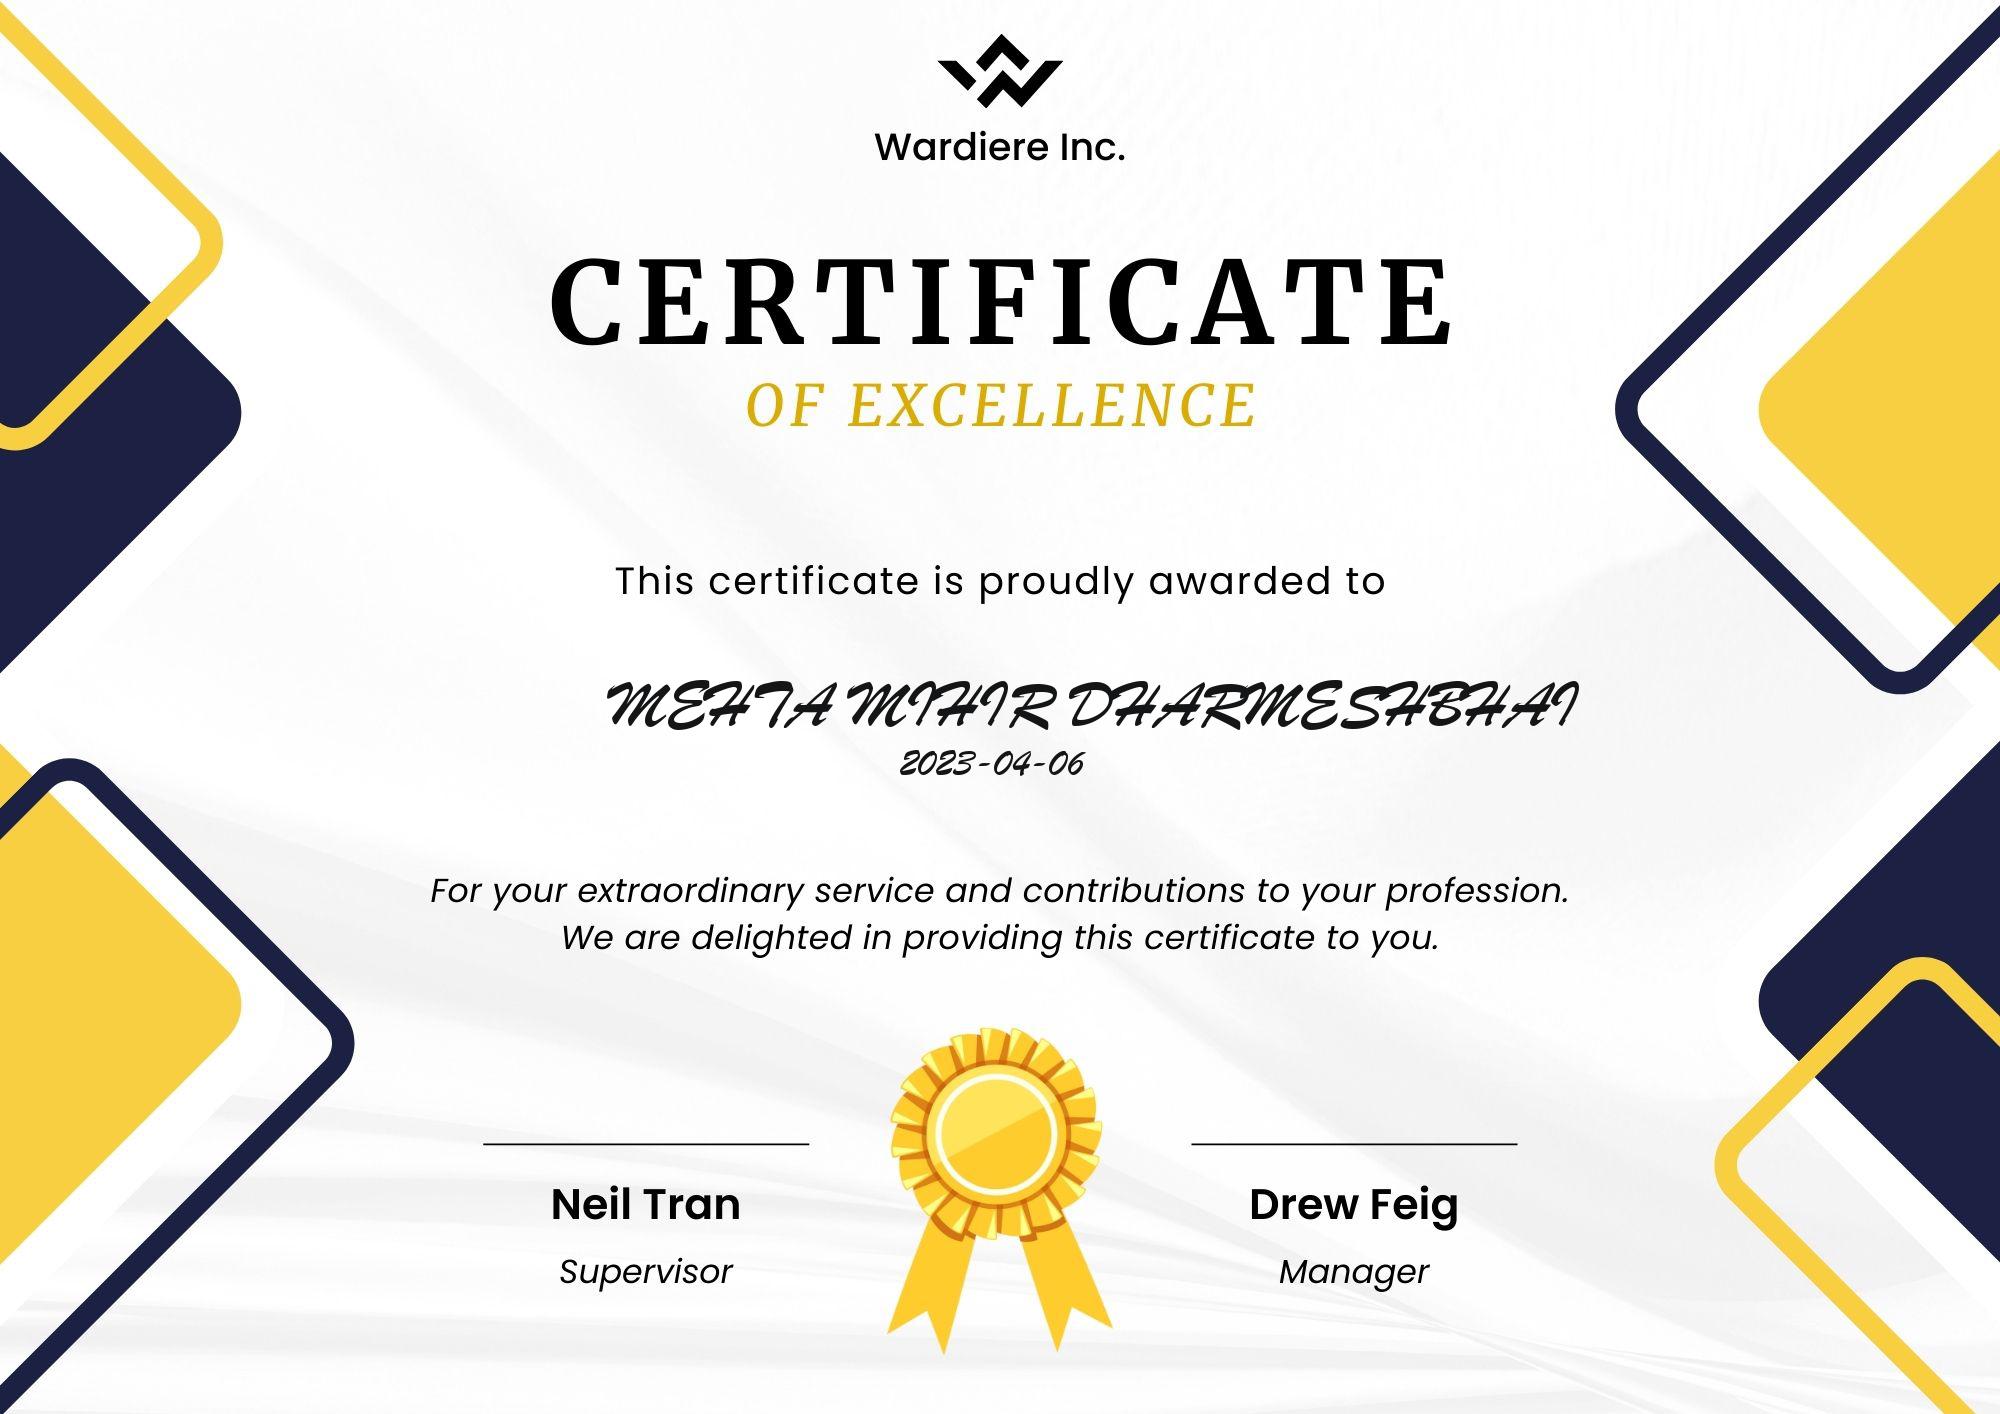 Wardiere Inc.
CERTIFICATE
OF EXCELLENCE
This certificate is proudly awarded to
MEHTA MIHIR DHARMESHBHAI
2023-04-06
For your extraordinary service and contributions to your profession.
We are delighted in providing this certificate to you.
Neil Tran
Supervisor
Drew Feig
Manager